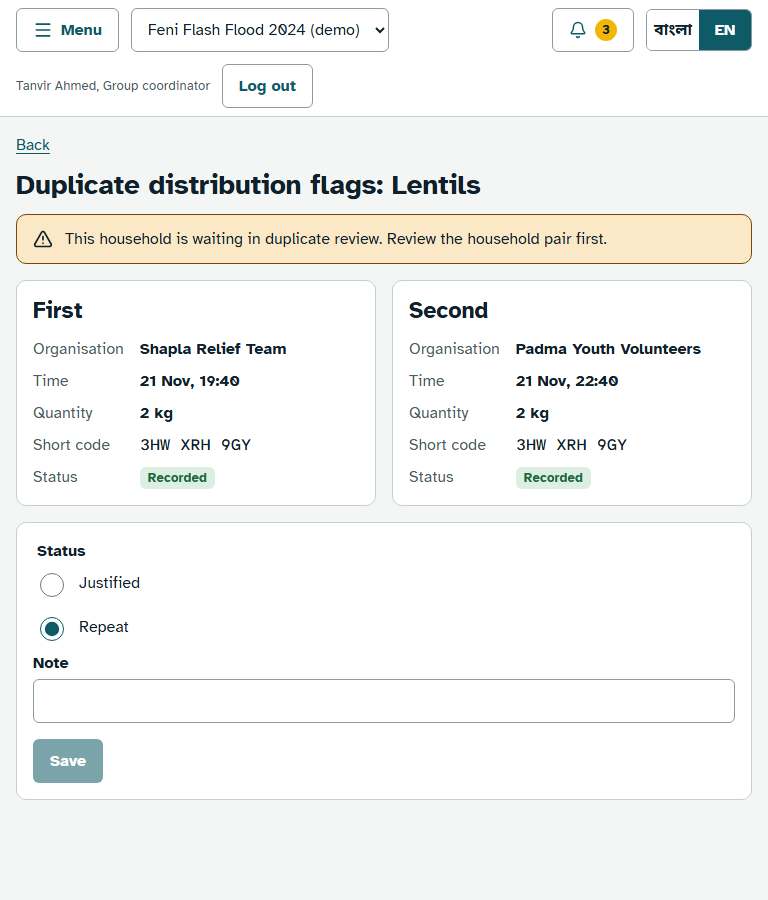 Menu
Feni Flash Flood 2024 (demo)
3
বাংলা
EN
Tanvir Ahmed, Group coordinator
Log out
Back
Duplicate distribution flags: Lentils
This household is waiting in duplicate review. Review the household pair first.
First
Organisation Shapla Relief Team
Time 21 Nov, 19:40
Quantity 2 kg
Short code 3HW XRH 9GY
Status Recorded
Second
Organisation Padma Youth Volunteers
Time 21 Nov, 22:40
Quantity 2 kg
Short code 3HW XRH 9GY
Status Recorded
Status
Justified
Repeat
Note
Save